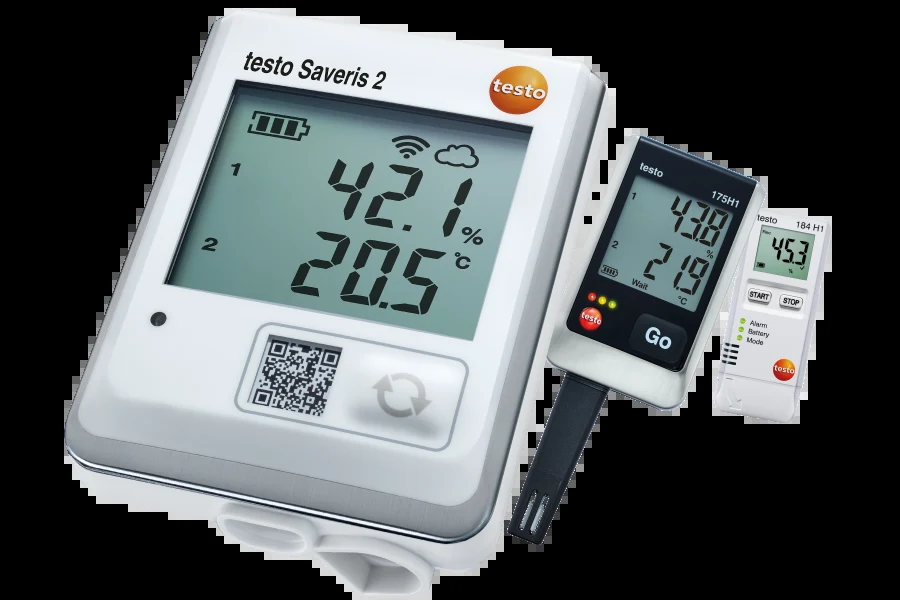 testo Saveris 2
testo
1
42.1 %
2
20.5 °C
testo
175H1
1
43.8 %
2
21.9 °C
Wait
testo
Go
testo
184 H1
45.3
%
START
STOP
Alarm
Battery
Mode
testo